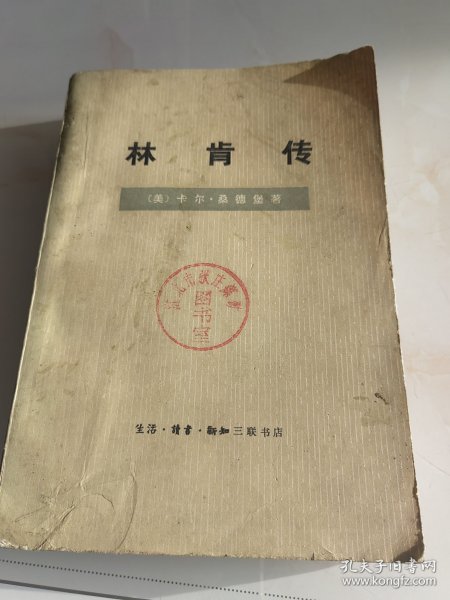 林肯传
〔美〕卡尔·桑德堡著
图书室
生活·讀書·新知三联书店
孔夫子旧书网
www.kongfz.com